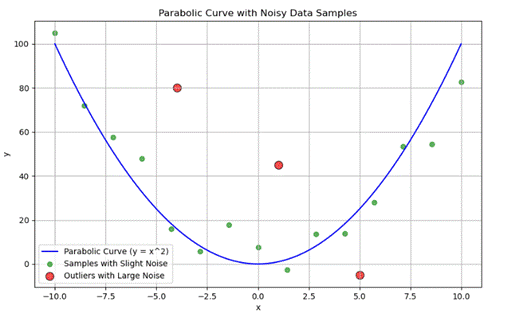 Parabolic Curve with Noisy Data Samples
y
100
80
60
40
20
0
Parabolic Curve (y = x^2)
Samples with Slight Noise
Outliers with Large Noise
−10.0 −7.5 −5.0 −2.5 0.0 2.5 5.0 7.5 10.0
x